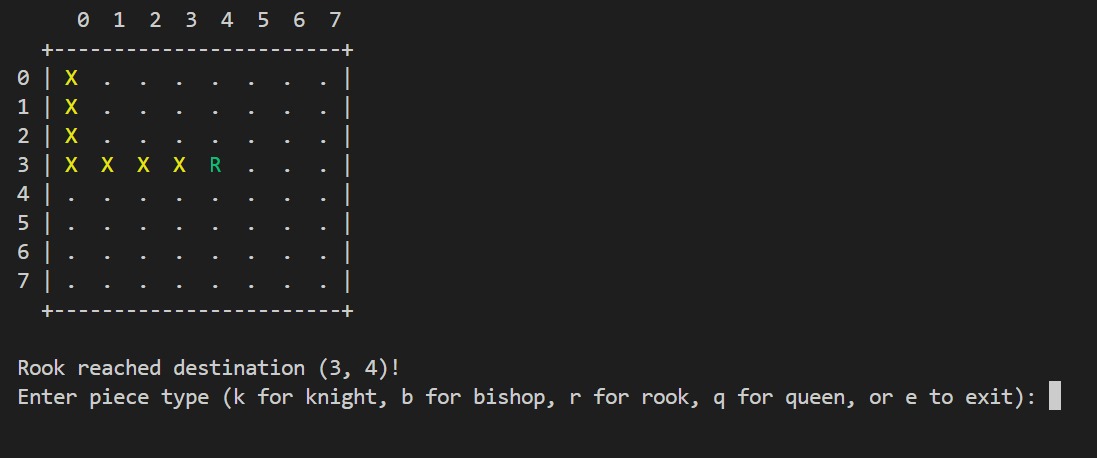 0  1  2  3  4  5  6  7
  +------------------------+
0 | X  .  .  .  .  .  .  . |
1 | X  .  .  .  .  .  .  . |
2 | X  .  .  .  .  .  .  . |
3 | X  X  X  X  R  .  .  . |
4 | .  .  .  .  .  .  .  . |
5 | .  .  .  .  .  .  .  . |
6 | .  .  .  .  .  .  .  . |
7 | .  .  .  .  .  .  .  . |
  +------------------------+
Rook reached destination (3, 4)!
Enter piece type (k for knight, b for bishop, r for rook, q for queen, or e to exit):